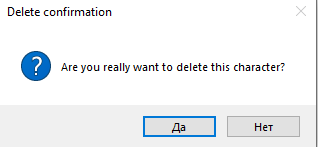 Delete confirmation
Are you really want to delete this character?
Да
Нет